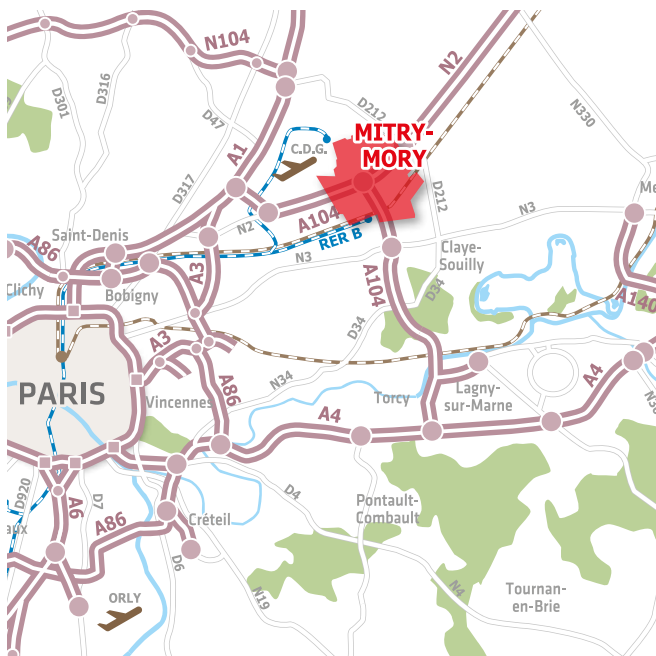 N104
N2
D301
D316
D47
D212
N330
MITRY-
MORY
C.D.G.
A1
D317
D212
Me
A86
Saint-Denis
N2
A104
RER B
N3
N3
Clichy
Bobigny
A3
A104
Claye-
Souilly
D34
A140
D34
A3
PARIS
Vincennes
A86
N34
Torcy
Lagny-
sur-Marne
A4
A4
N36
D920
aux
A6
D7
A86
Créteil
D4
Pontault-
Combault
D6
ORLY
N19
N4
Tournan-
en-Brie